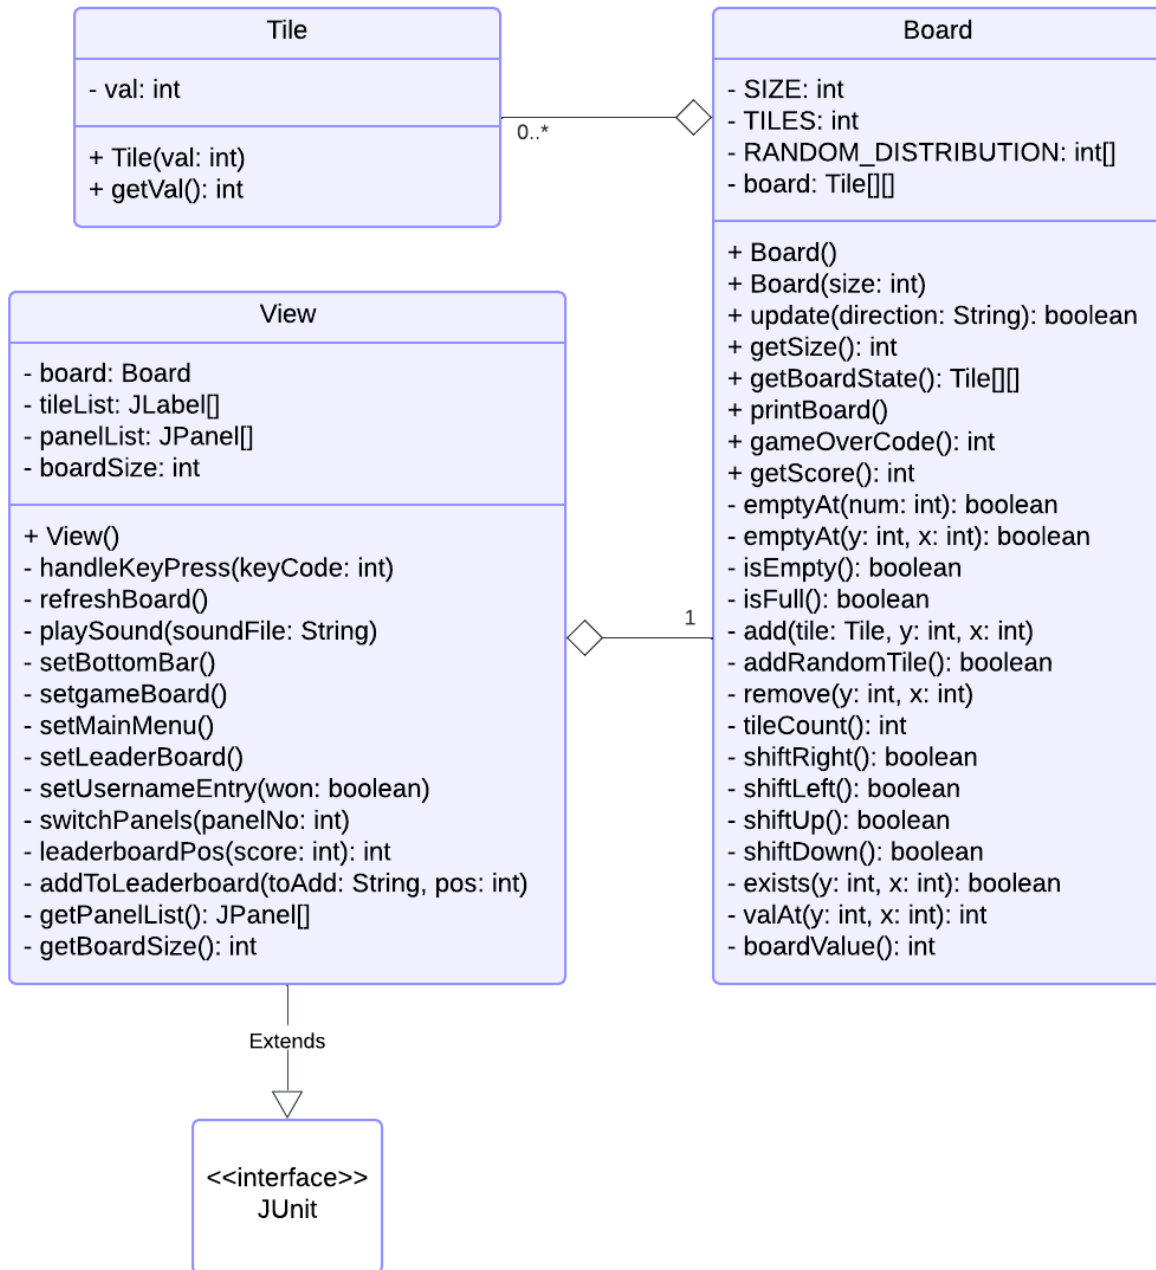 Tile
- val: int
+ Tile(val: int)
+ getVal(): int
0..*
Board
- SIZE: int
- TILES: int
- RANDOM_DISTRIBUTION: int[]
- board: Tile[][]
+ Board()
+ Board(size: int)
+ update(direction: String): boolean
+ getSize(): int
+ getBoardState(): Tile[][]
+ printBoard()
+ gameOverCode(): int
+ getScore(): int
- emptyAt(num: int): boolean
- emptyAt(y: int, x: int): boolean
- isEmpty(): boolean
- isFull(): boolean
- add(tile: Tile, y: int, x: int)
- addRandomTile(): boolean
- remove(y: int, x: int)
- tileCount(): int
- shiftRight(): boolean
- shiftLeft(): boolean
- shiftUp(): boolean
- shiftDown(): boolean
- exists(y: int, x: int): boolean
- valAt(y: int, x: int): int
- boardValue(): int
View
- board: Board
- tileList: JLabel[]
- panelList: JPanel[]
- boardSize: int
+ View()
- handleKeyPress(keyCode: int)
- refreshBoard()
- playSound(soundFile: String)
- setBottomBar()
- setgameBoard()
- setMainMenu()
- setLeaderBoard()
- setUsernameEntry(won: boolean)
- switchPanels(panelNo: int)
- leaderboardPos(score: int): int
- addToLeaderboard(toAdd: String, pos: int)
- getPanelList(): JPanel[]
- getBoardSize(): int
1
Extends
<<interface>>
JUnit